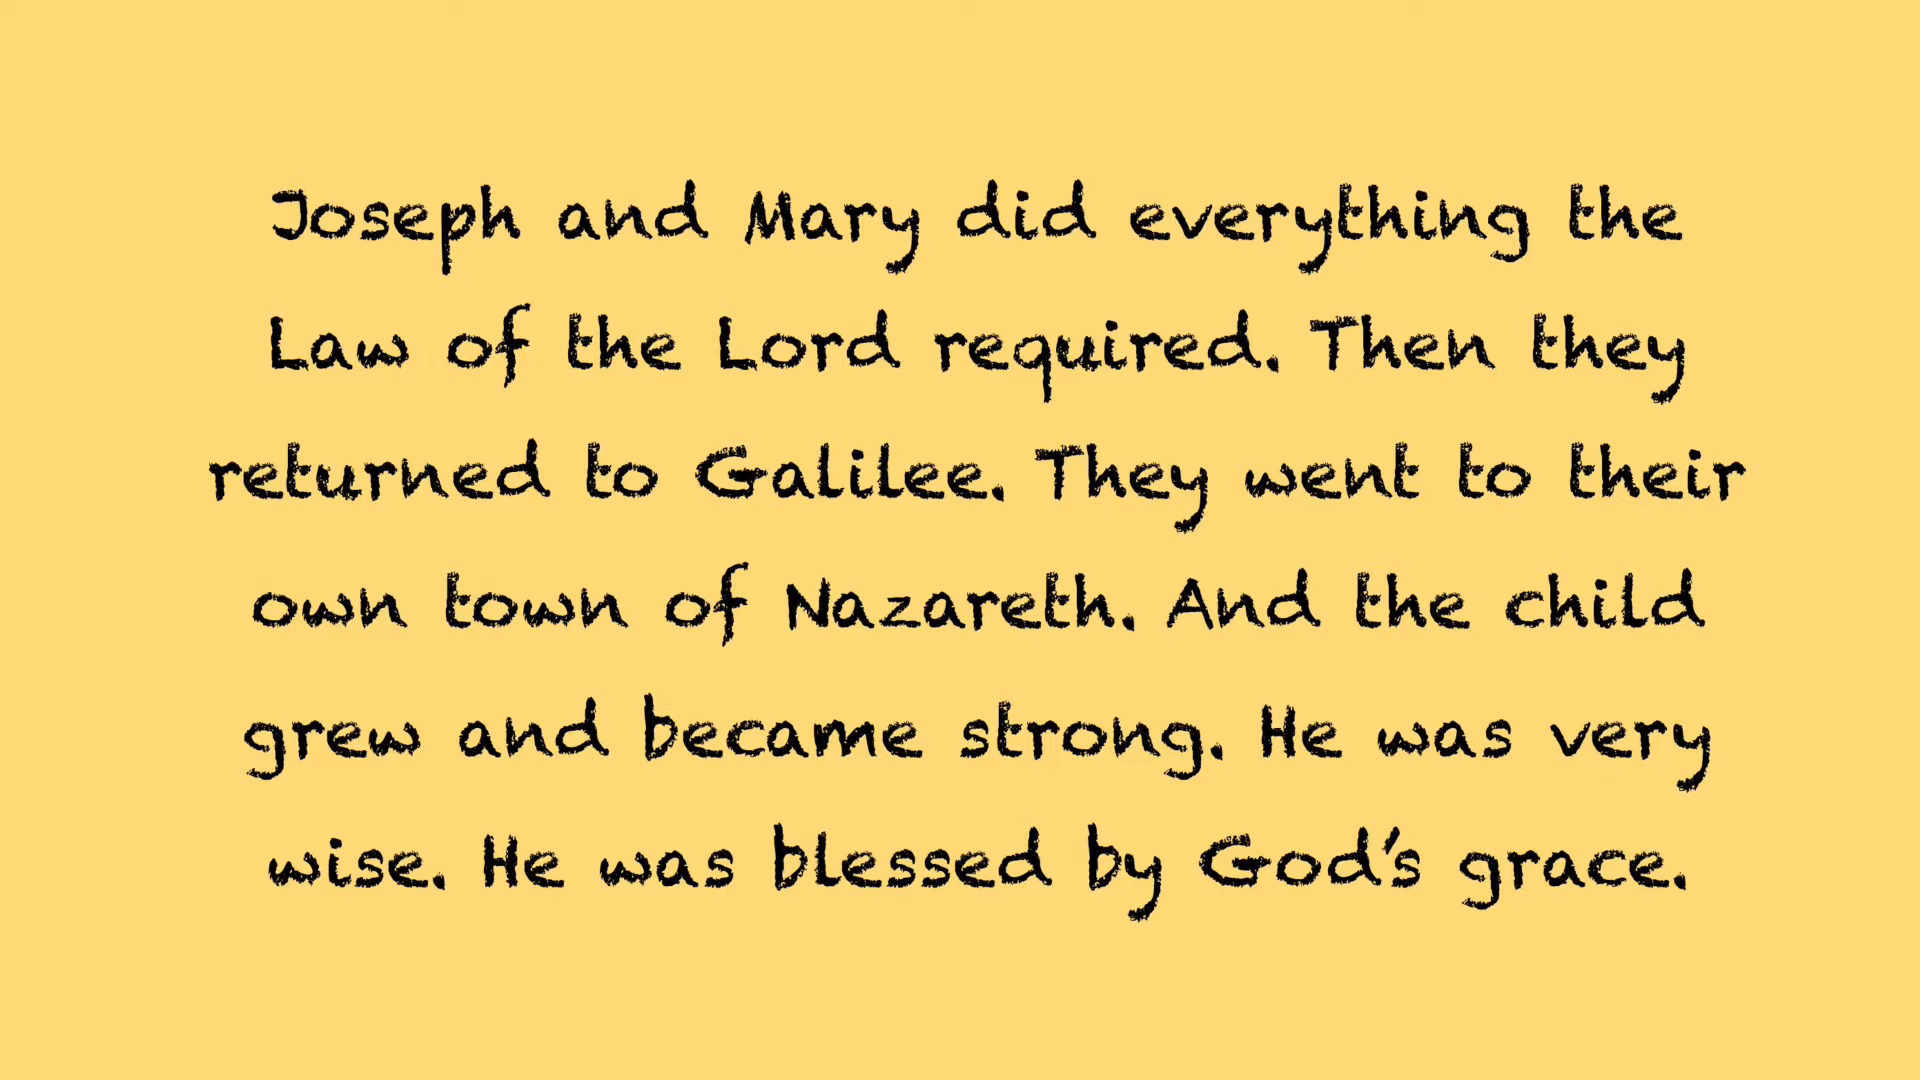 Joseph and Mary did everything the
Law of the Lord required. Then they
returned to Galilee. They went to their
own town of Nazareth. And the child
grew and became strong. He was very
wise. He was blessed by God's grace.